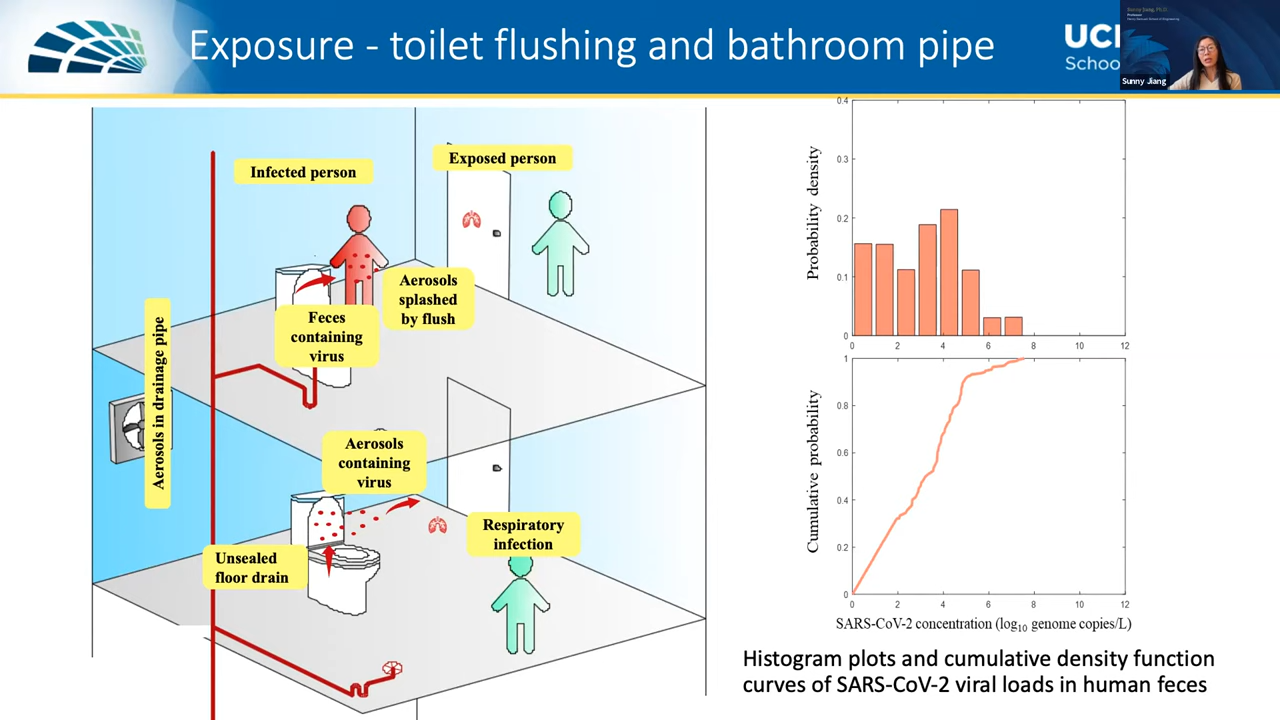 Exposure - toilet flushing and bathroom pipe
UCI
Schoo
Sunny Jiang, Ph.D.
Professor
Sunny Jiang
Infected person
Exposed person
Aerosols
splashed
by flush
Feces
containing
virus
Aerosols in drainage pipe
Aerosols
containing
virus
Unsealed
floor drain
Respiratory
infection
Probability density
0.4
0.3
0.2
0.1
0
0 2 4 6 8 10 12
Cumulative probability
1
0.8
0.6
0.4
0.2
0
0 2 4 6 8 10 12
SARS-CoV-2 concentration (log10 genome copies/L)
Histogram plots and cumulative density function
curves of SARS-CoV-2 viral loads in human feces